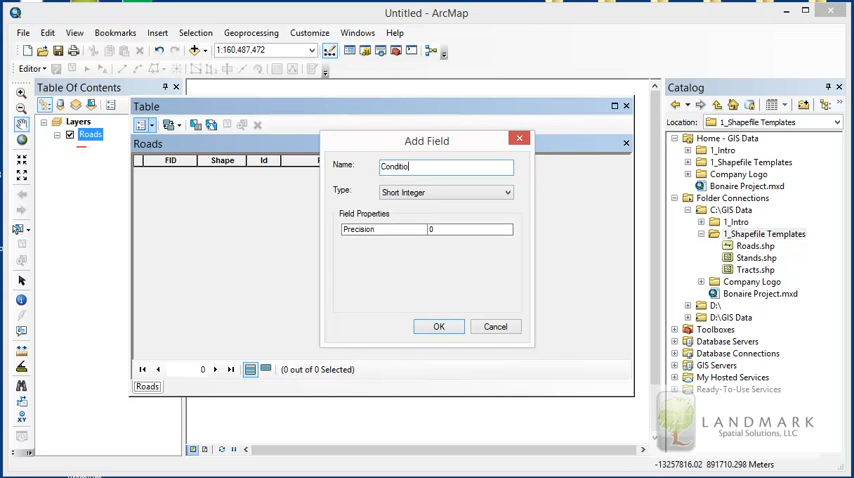 Untitled - ArcMap
File Edit View Bookmarks Insert Selection Geoprocessing Customize Windows Help
1:160,487,472
Editor
Table Of Contents
Layers
Roads
Table
Roads
FID Shape Id
Add Field
Name: Conditio
Type: Short Integer
Field Properties
Precision 0
OK Cancel
0 (0 out of 0 Selected)
Roads
Catalog
Location: 1_Shapefile Templates
Home - GIS Data
1_Intro
1_Shapefile Templates
Company Logo
Bonaire Project.mxd
Folder Connections
C:\GIS Data
1_Intro
1_Shapefile Templates
Roads.shp
Stands.shp
Tracts.shp
Company Logo
Bonaire Project.mxd
D:\
D:\GIS Data
Toolboxes
Database Servers
Database Connections
GIS Servers
My Hosted Services
Ready-To-Use Services
LANDMARK
Spatial Solutions, LLC
-13257816.02 891710.298 Meters